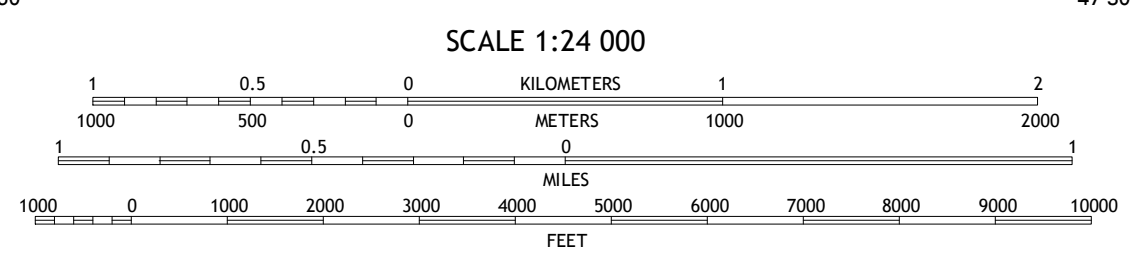 SCALE 1:24 000
1 0.5 0 KILOMETERS 1 2
1000 500 0 METERS 1000 2000
1 0.5 0 1
MILES
1000 0 1000 2000 3000 4000 5000 6000 7000 8000 9000 10000
FEET